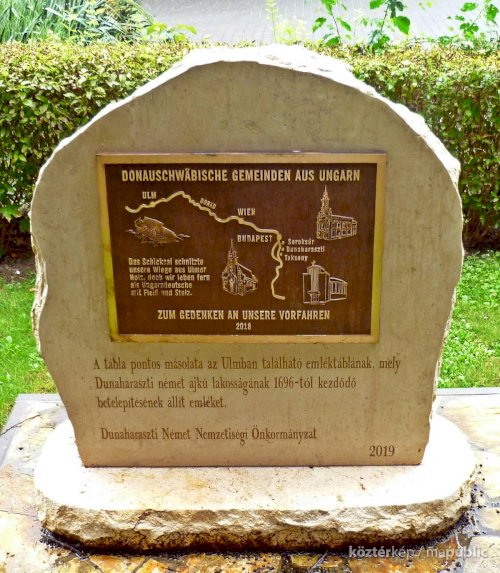 DONAUSCHWÄBISCHE GEMEINDEN AUS UNGARN
ULM
DONAU
WIEN
BUDAPEST
Soroksár
Dunaharaszti
Taksony
Das Schicksal schnitzte
unsere Wiege aus Ulmer
Holz, doch wir leben fern
als Ungarndeutsche
mit Fleiß und Stolz.
ZUM GEDENKEN AN UNSERE VORFAHREN
2018
A tábla pontos másolata az Ulmban található emléktáblának, mely
Dunaharaszti német ajkú lakosságának 1696-tól kezdődő
betelepítésének állít emléket.
Dunaharaszti Német Nemzetiségi Önkormányzat
2019
köztérkép / mapublic